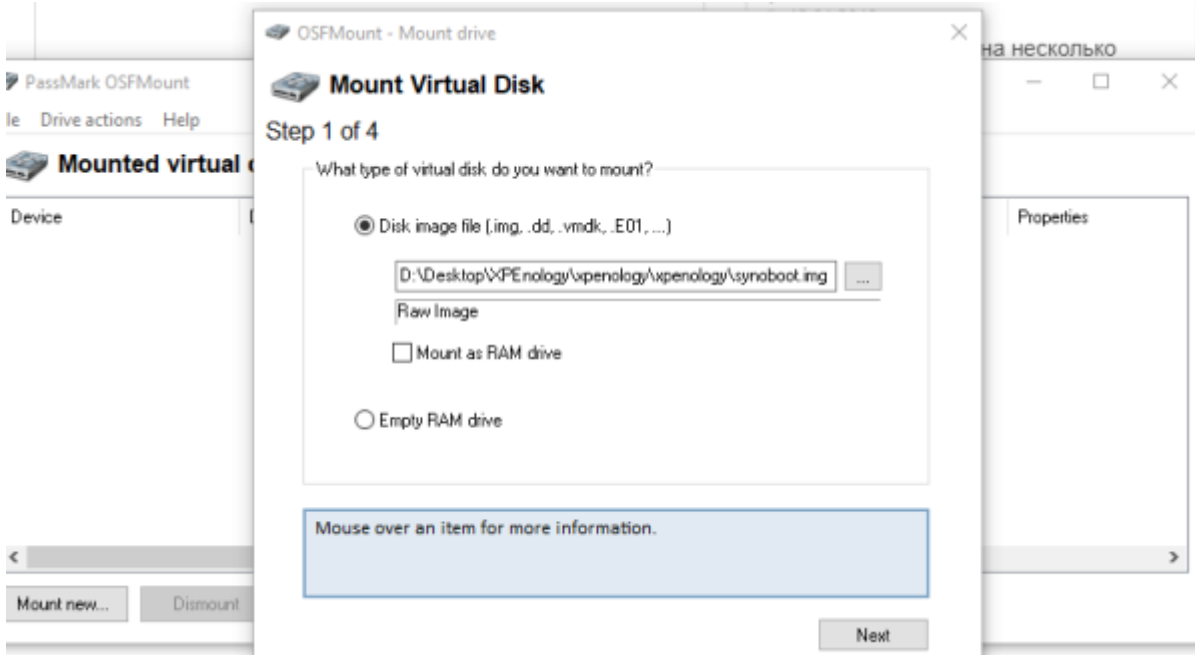 на несколько
PassMark OSFMount
le Drive actions Help
Mounted virtual
Device
Properties
Mount new...
Dismount
OSFMount - Mount drive
Mount Virtual Disk
Step 1 of 4
What type of virtual disk do you want to mount?
Disk image file (.img, .dd, .vmdk, .E01, ...)
D:\Desktop\XPEnology\xpenology\xpenology\synoboot.img
...
Raw Image
Mount as RAM drive
Empty RAM drive
Mouse over an item for more information.
Next